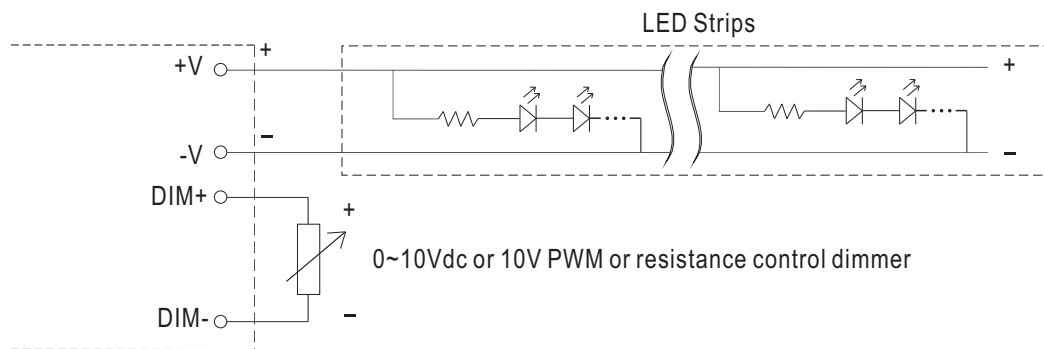 LED Strips
+
+V
+
-
-V
-
DIM+
+
0~10Vdc or 10V PWM or resistance control dimmer
DIM-
-